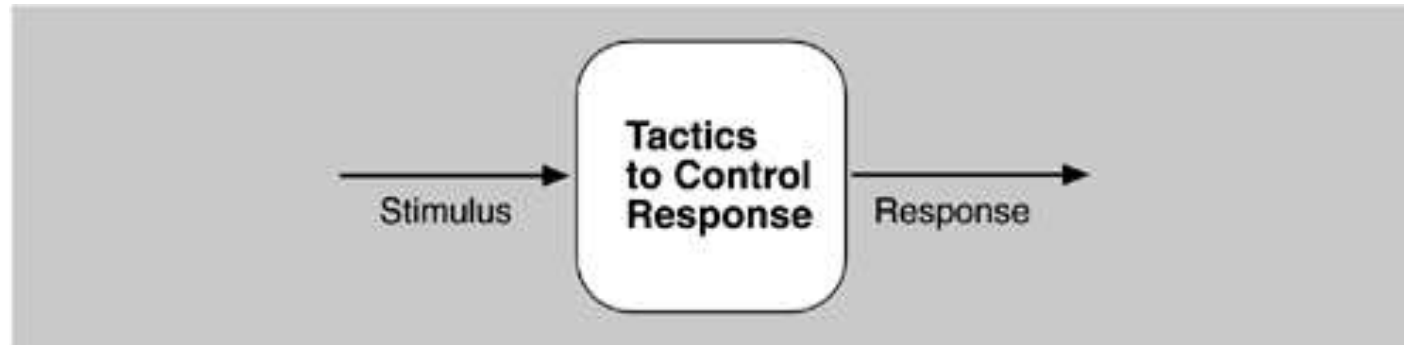 Stimulus
Tactics
to Control
Response
Response